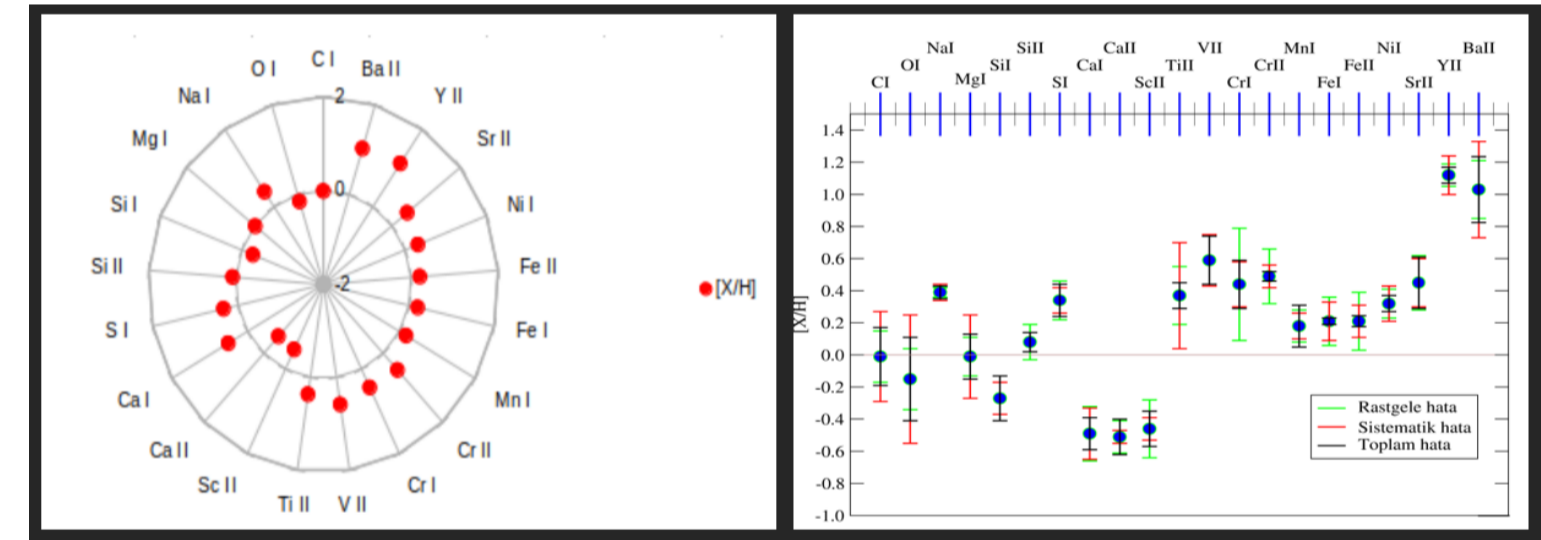 C I
Ba II
Y II
Sr II
Ni I
Fe II
Fe I
Mn I
Cr II
Cr I
V II
Ti II
Sc II
Ca II
Ca I
S I
Si II
Si I
Mg I
Na I
O I
2
0
-2
[X/H]
NaI SiII CaII VII MnI NiI BaII
OI SiI CaI TiII CrII FeII YII
CI MgI SI ScII CrI FeI SrII
1.4
1.2
1.0
0.8
0.6
0.4
0.2
0.0
-0.2
-0.4
-0.6
-0.8
-1.0
[X/H]
Rastgele hata
Sistematik hata
Toplam hata